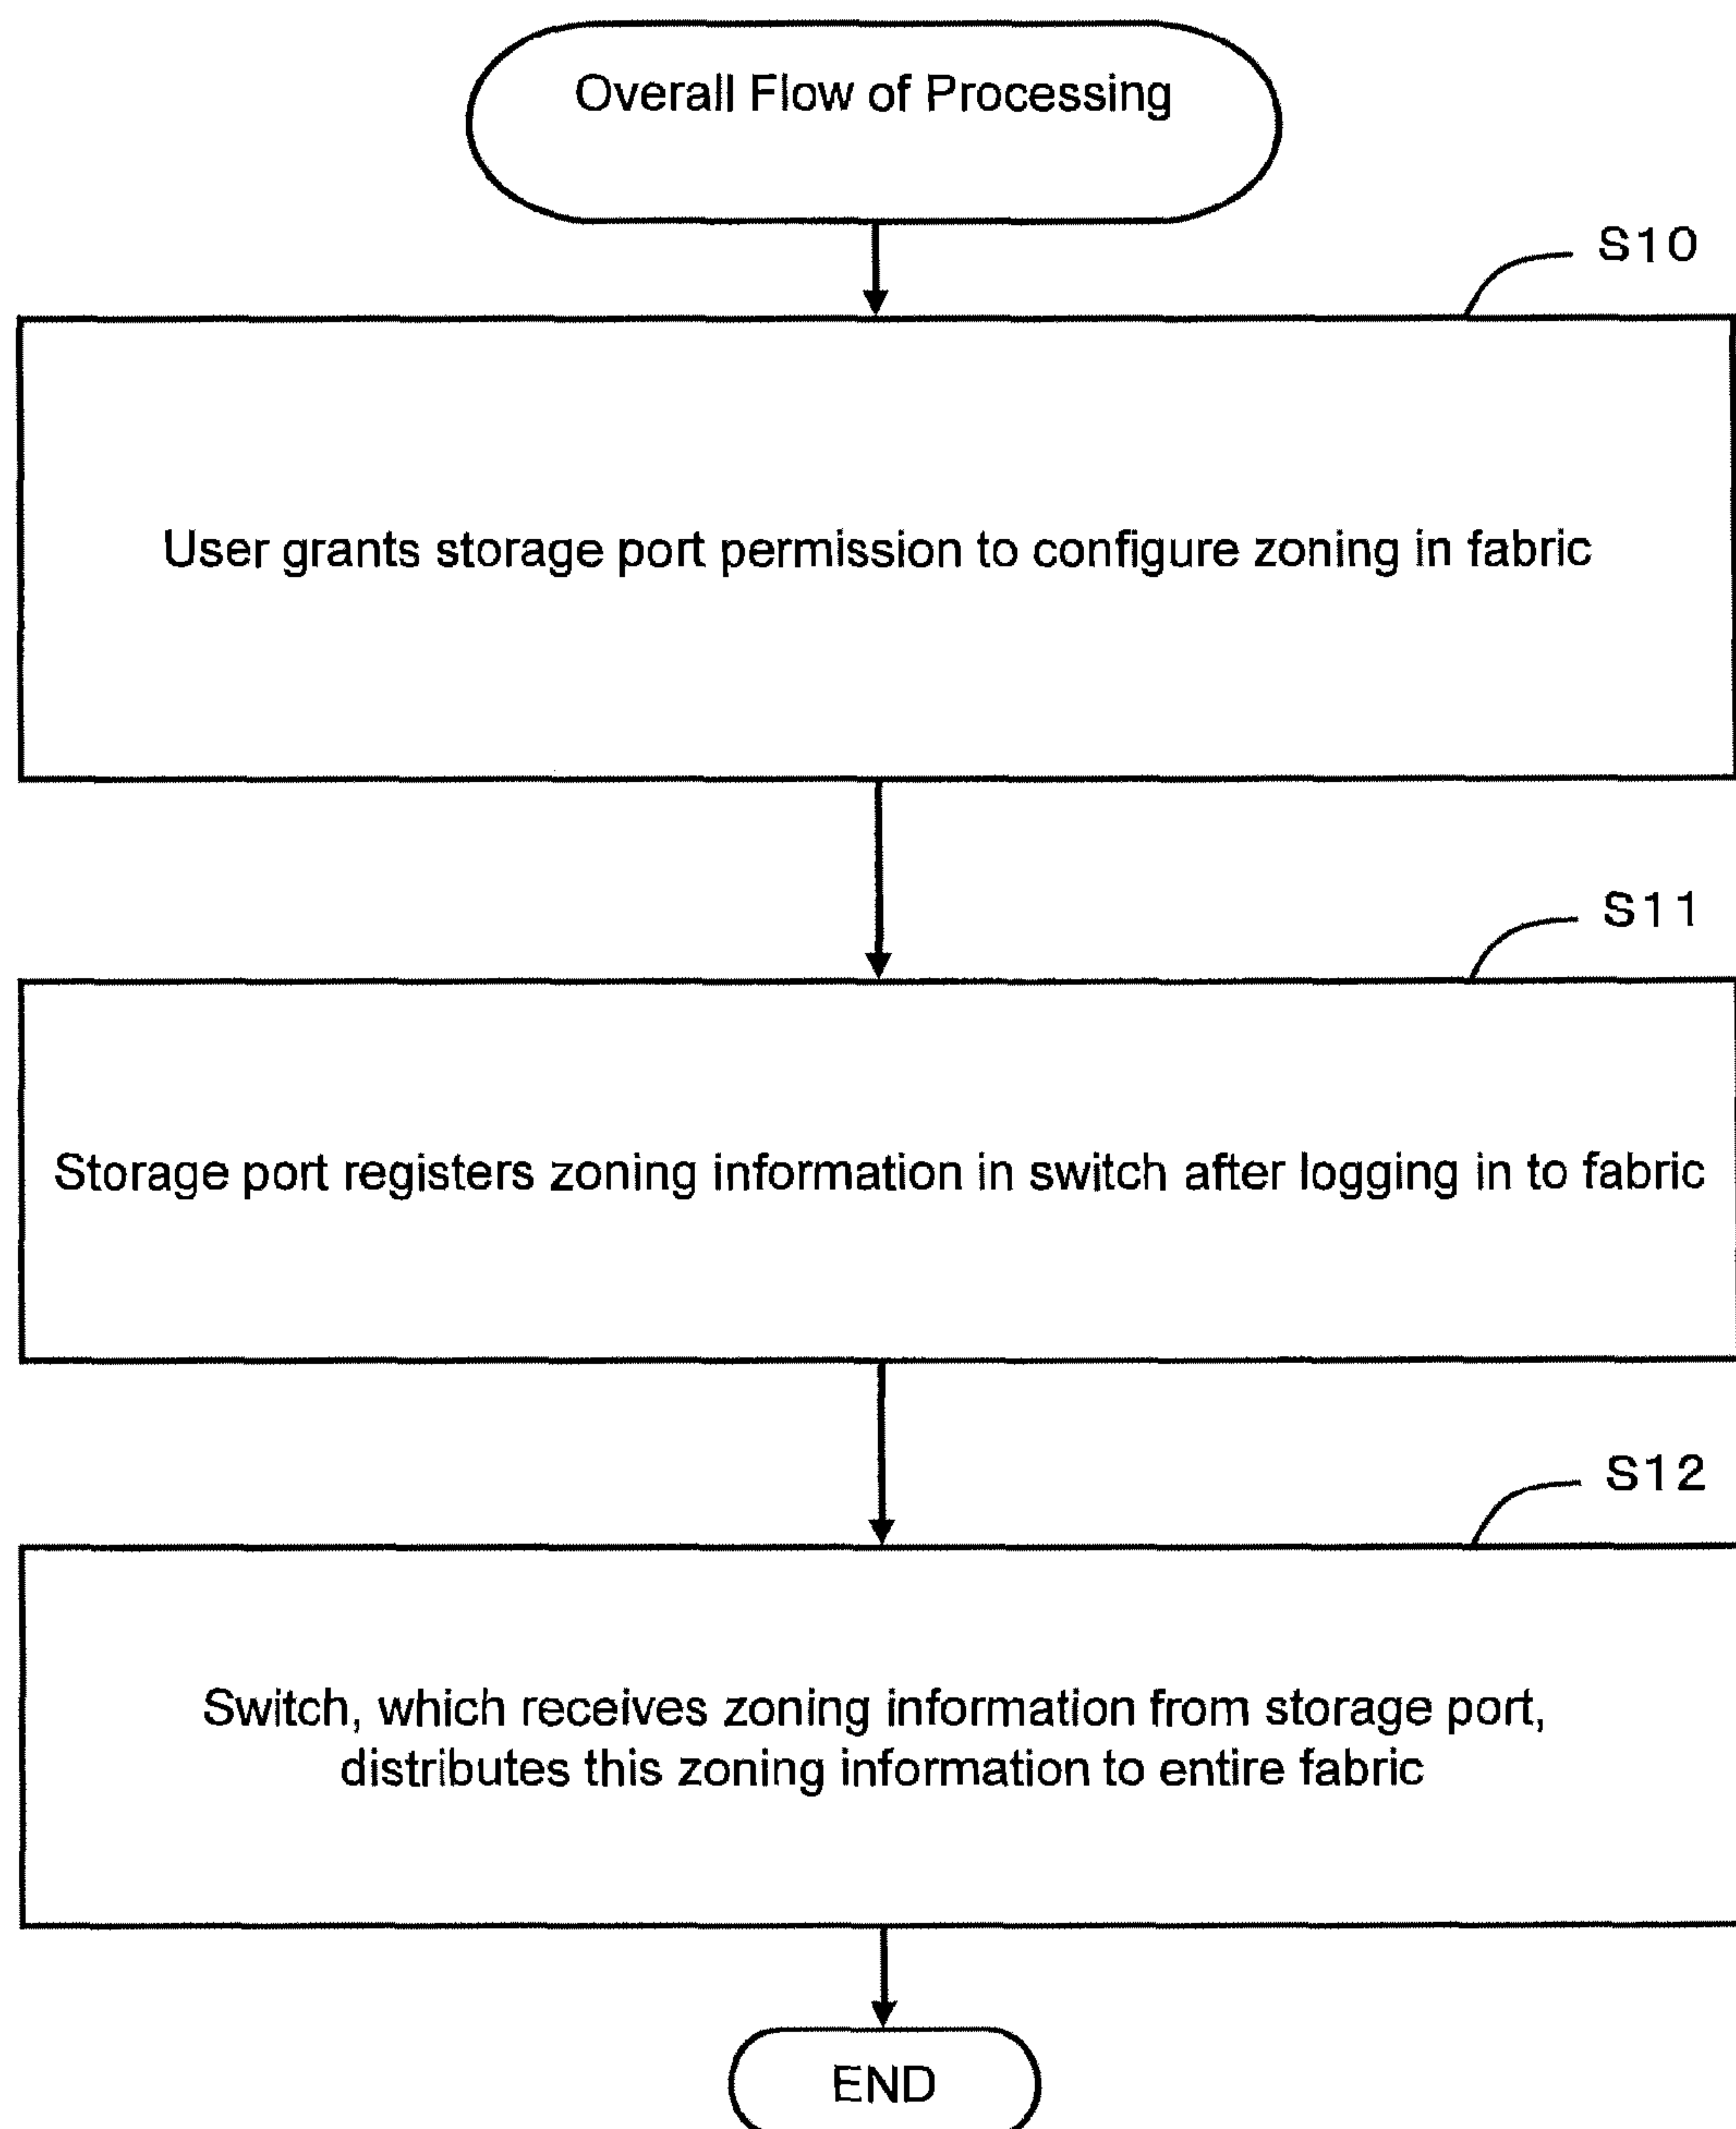 Overall Flow of Processing
S10
User grants storage port permission to configure zoning in fabric
S11
Storage port registers zoning information in switch after logging in to fabric
S12
Switch, which receives zoning information from storage port,
distributes this zoning information to entire fabric
END